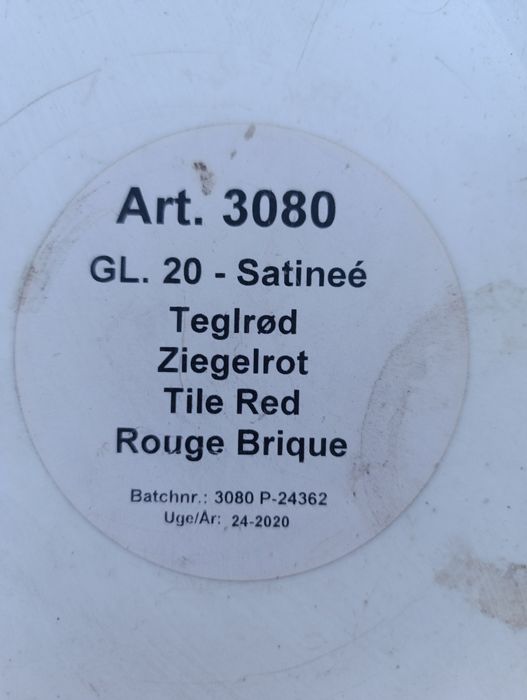 Art. 3080
GL. 20 - Satineé
Teglrød
Ziegelrot
Tile Red
Rouge Brique
Batchnr.: 3080 P-24362
Uge/År: 24-2020